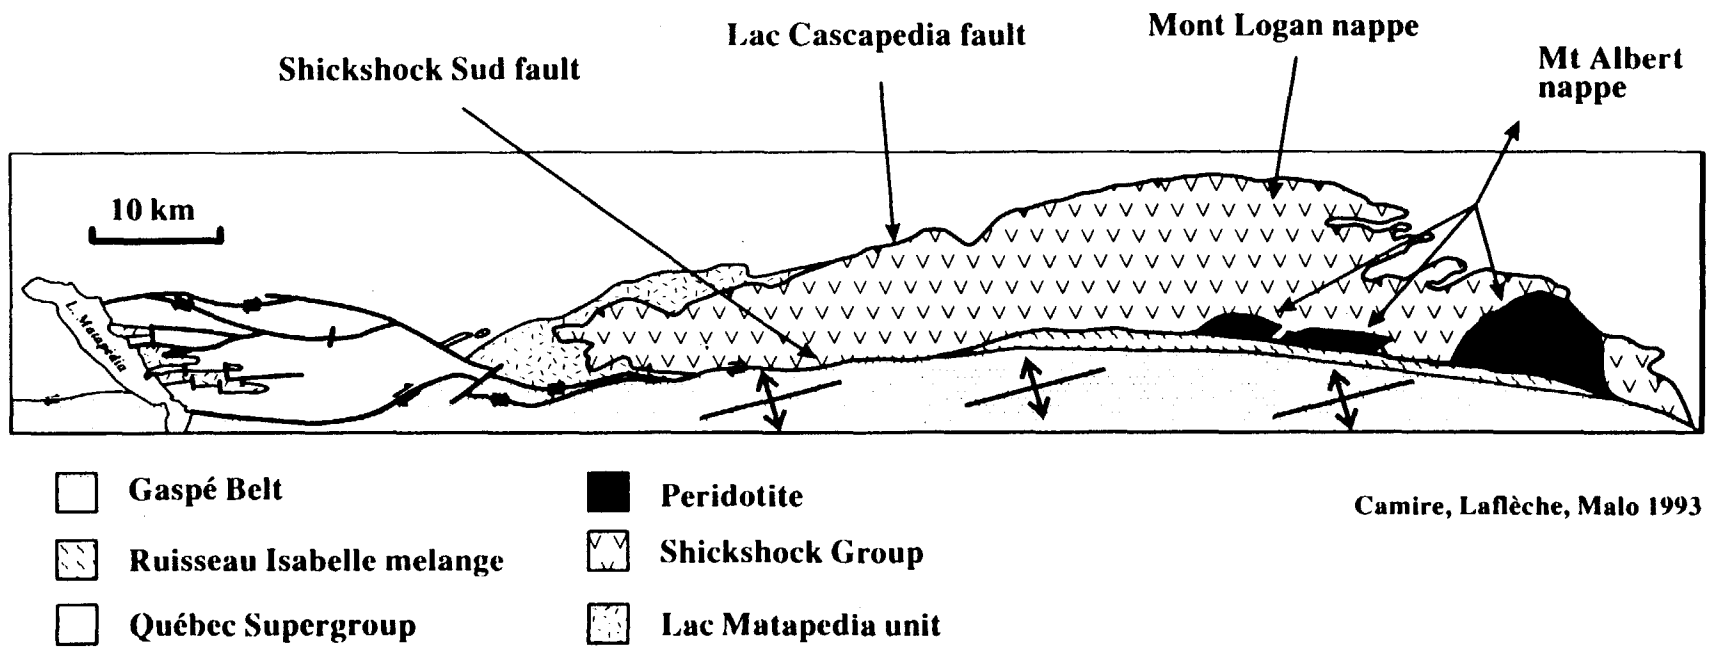 Mont Logan nappe
Lac Cascapedia fault
Mt Albert
nappe
Shickshock Sud fault
10 km
L. Matapédia
Gaspé Belt
Peridotite
Camire, Laflèche, Malo 1993
Ruisseau Isabelle melange
Shickshock Group
Québec Supergroup
Lac Matapedia unit